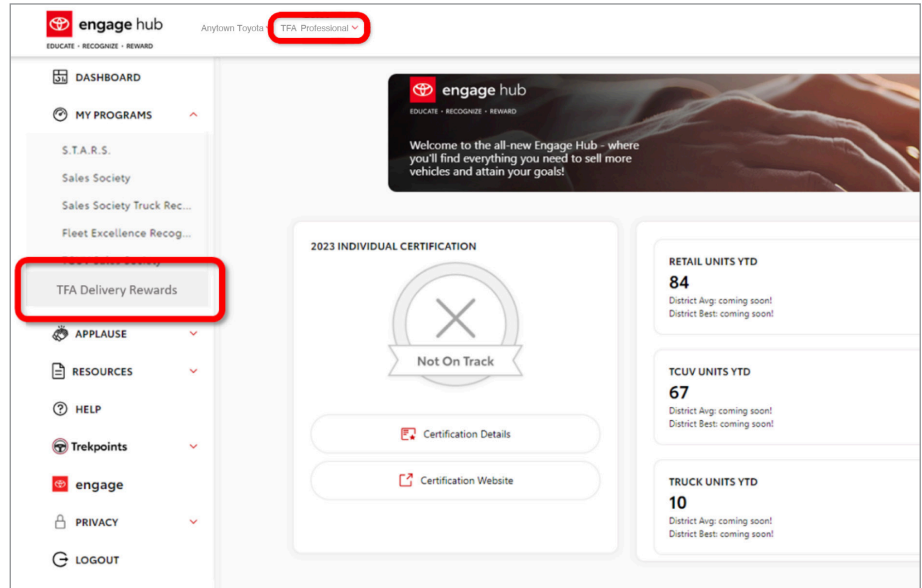 engage hub
EDUCATE • RECOGNIZE • REWARD
Anytown Toyota
TFA Professional
DASHBOARD
MY PROGRAMS
S.T.A.R.S.
Sales Society
Sales Society Truck Rec...
Fleet Excellence Recog...
Sales Society
TFA Delivery Rewards
APPLAUSE
RESOURCES
HELP
Trekpoints
engage
PRIVACY
LOGOUT
engage hub
EDUCATE • RECOGNIZE • REWARD
Welcome to the all-new Engage Hub - where
you'll find everything you need to sell more
vehicles and attain your goals!
2023 INDIVIDUAL CERTIFICATION
Not On Track
Certification Details
Certification Website
RETAIL UNITS YTD
84
District Avg: coming soon!
District Best: coming soon!
TCUV UNITS YTD
67
District Avg: coming soon!
District Best: coming soon!
TRUCK UNITS YTD
10
District Avg: coming soon!
District Best: coming soon!